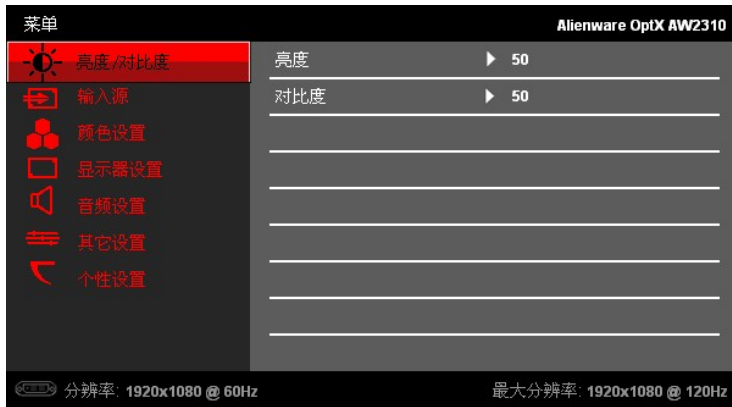 菜单
Alienware OptX AW2310
亮度/对比度
输入源
颜色设置
显示器设置
音频设置
其它设置
个性设置
亮度 50
对比度 50
分辨率: 1920x1080 @ 60Hz
最大分辨率: 1920x1080 @ 120Hz